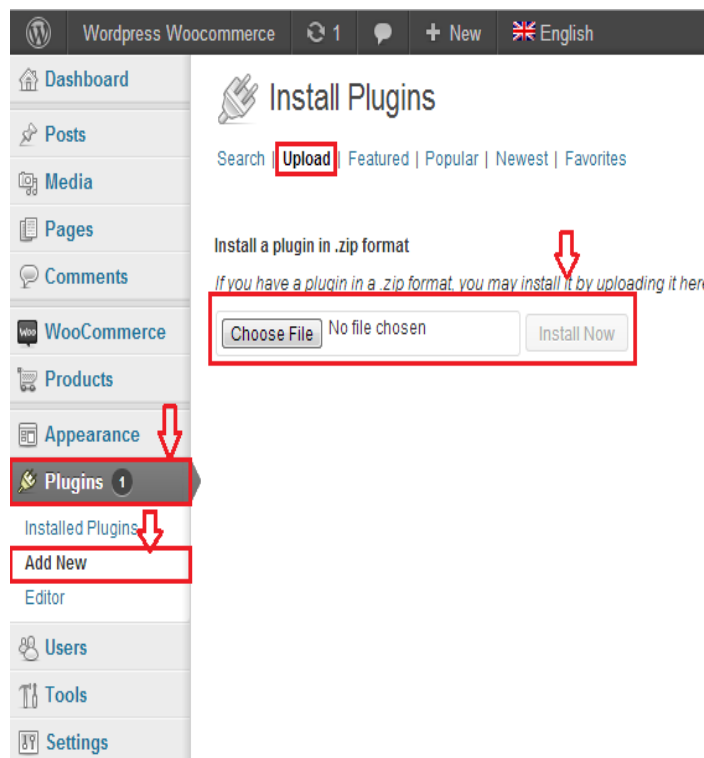 Wordpress Woocommerce 1 + New English
Dashboard
Posts
Media
Pages
Comments
Woo WooCommerce
Products
Appearance
Plugins 1
Installed Plugins
Add New
Editor
Users
Tools
Settings
Install Plugins
Search | Upload | Featured | Popular | Newest | Favorites
Install a plugin in .zip format
If you have a plugin in a .zip format, you may install it by uploading it here
Choose File No file chosen Install Now